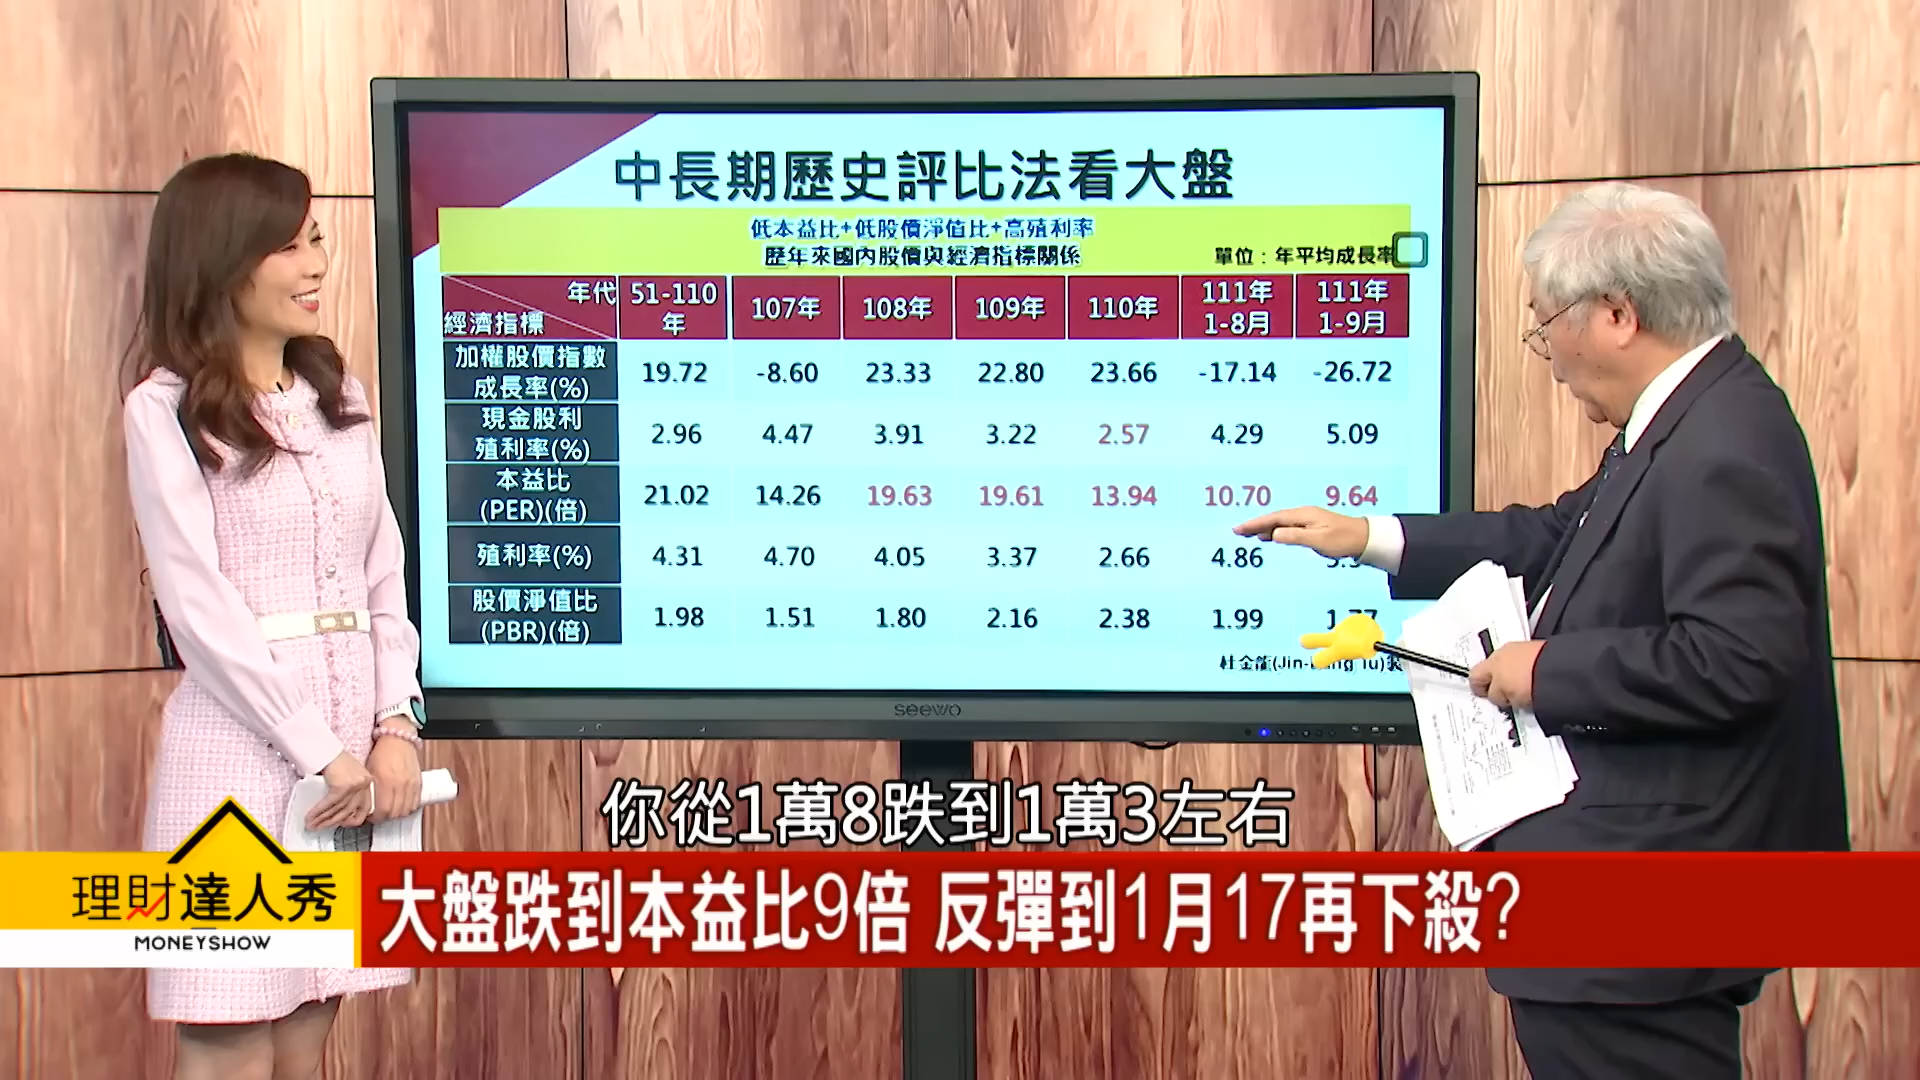 中長期歷史評比法看大盤
低本益比+低股價淨值比+高殖利率
歷年來國內股價與經濟指標關係
單位：年平均成長率
年代
經濟指標
51-110年
107年
108年
109年
110年
111年
1-8月
111年
1-9月
加權股價指數
成長率(%)
19.72 -8.60 23.33 22.80 23.66 -17.14 -26.72
現金股利
殖利率(%)
2.96 4.47 3.91 3.22 2.57 4.29 5.09
本益比
(PER)(倍)
21.02 14.26 19.63 19.61 13.94 10.70 9.64
殖利率(%)
4.31 4.70 4.05 3.37 2.66 4.86
股價淨值比
(PBR)(倍)
1.98 1.51 1.80 2.16 2.38 1.99
杜金龍(Jin-
seewo
你從1萬8跌到1萬3左右
理財達人秀
MONEYSHOW
大盤跌到本益比9倍 反彈到1月17再下殺?